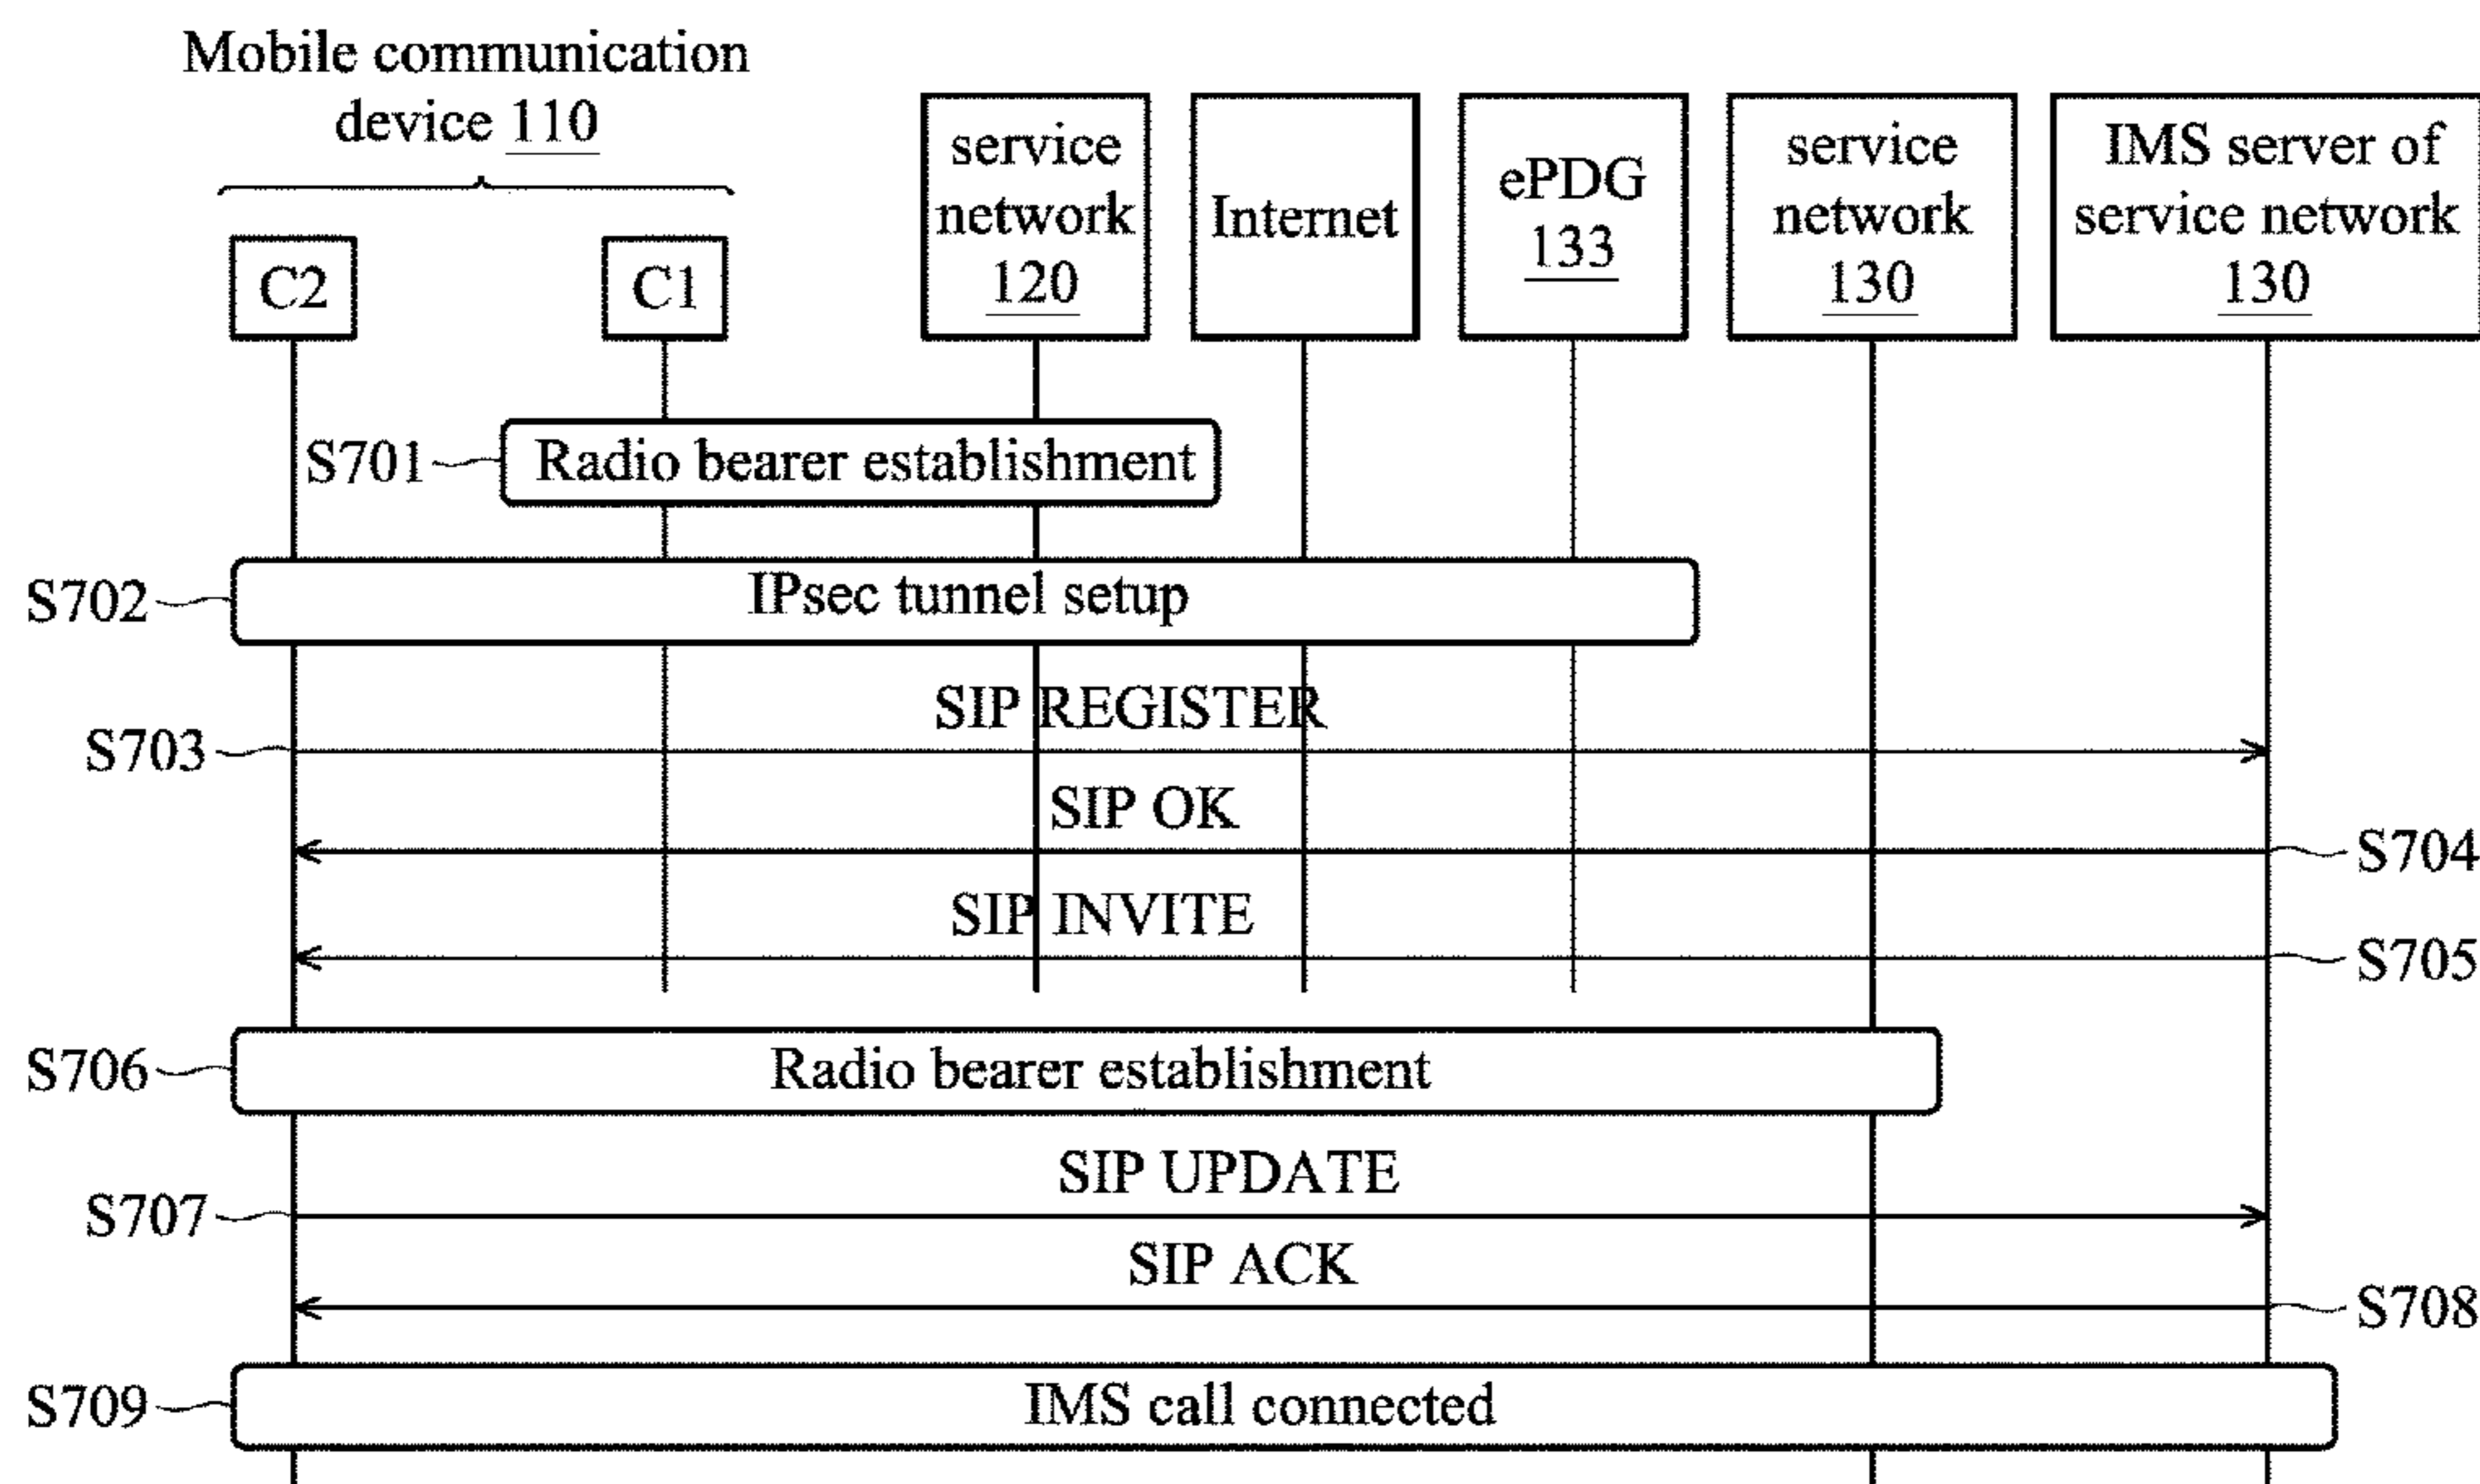 Mobile communication
device 110
C2
C1
service
network
120
Internet
ePDG
133
service
network
130
IMS server of
service network
130
S701
Radio bearer establishment
S702
IPsec tunnel setup
SIP REGISTER
S703
SIP OK
S704
SIP INVITE
S705
S706
Radio bearer establishment
SIP UPDATE
S707
SIP ACK
S708
S709
IMS call connected